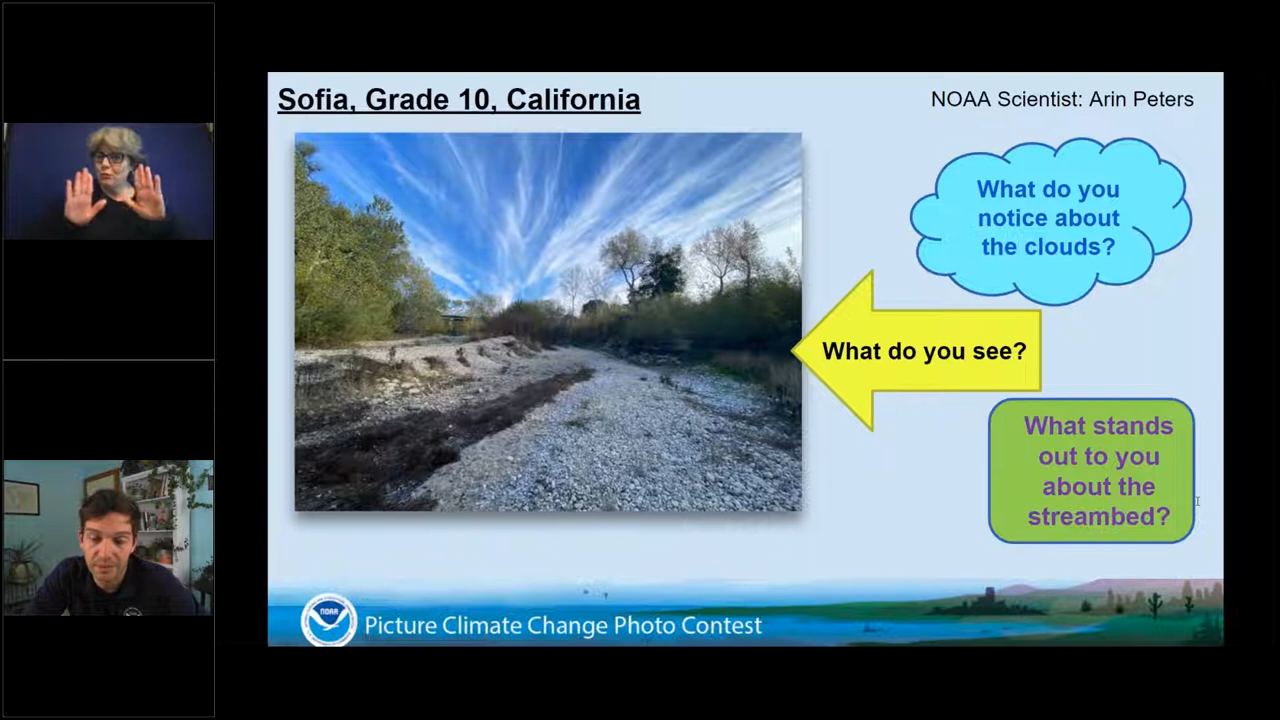 Sofia, Grade 10, California
NOAA Scientist: Arin Peters
What do you
notice about
the clouds?
What do you see?
What stands
out to you
about the
streambed?
NOAA
Picture Climate Change Photo Contest